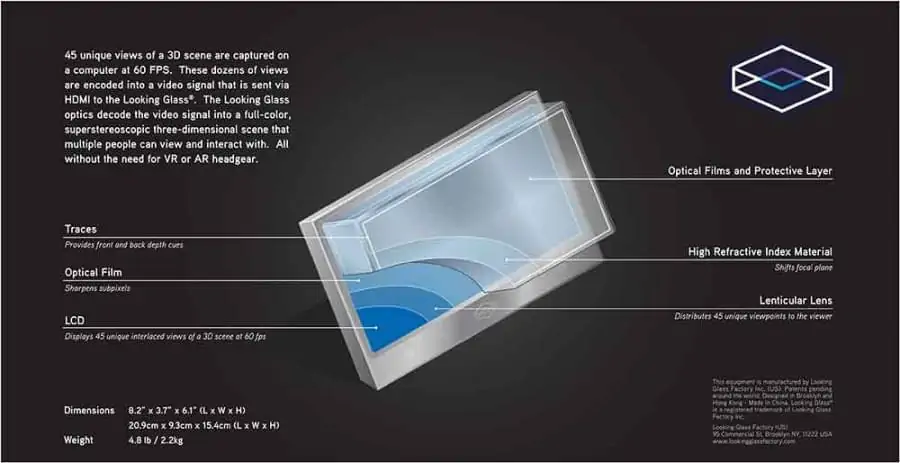 45 unique views of a 3D scene are captured on
a computer at 60 FPS. These dozens of views
are encoded into a video signal that is sent via
HDMI to the Looking Glass®. The Looking Glass
optics decode the video signal into a full-color,
superstereoscopic three-dimensional scene that
multiple people can view and interact with. All
without the need for VR or AR headgear.
Optical Films and Protective Layer
Traces
Provides front and back depth cues
High Refractive Index Material
Shifts focal plane
Optical Film
Sharpens subpixels
Lenticular Lens
Distributes 45 unique viewpoints to the viewer
LCD
Displays 45 unique interlaced views of a 3D scene at 60 fps
Dimensions 8.2" x 3.7" x 6.1" (L x W x H)
20.9cm x 9.3cm x 15.4cm (L x W x H)
Weight 4.8 lb / 2.2kg
This equipment is manufactured by Looking
Glass Factory Inc. (US). Patents pending
around the world. Designed in Brooklyn and
Hong Kong - Made in China. Looking Glass®
is a registered trademark of Looking Glass
Factory Inc.
Looking Glass Factory (US)
95 Commercial St, Brooklyn NY, 11222 USA
www.lookingglassfactory.com